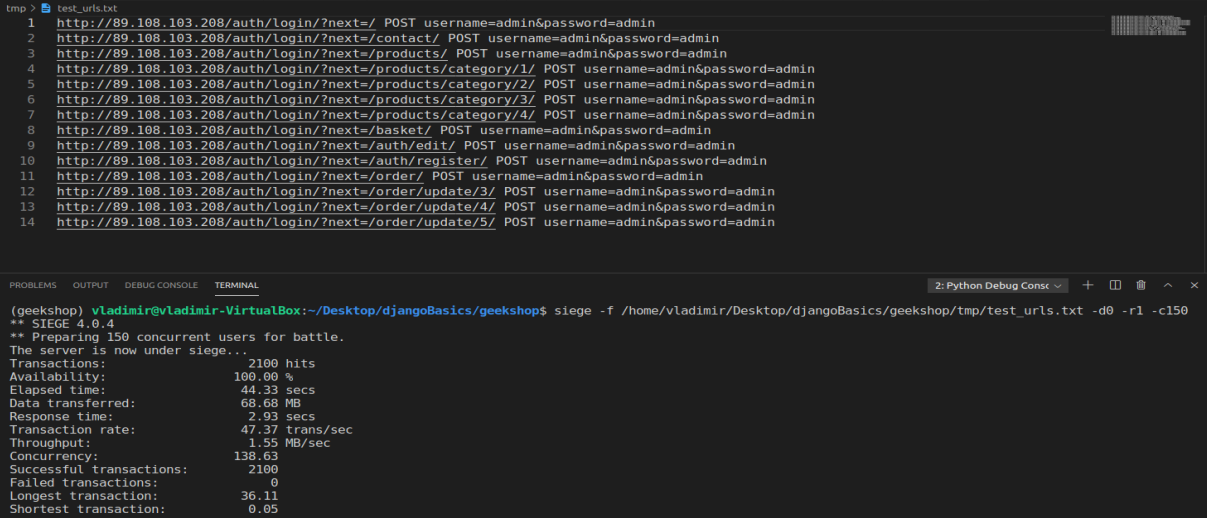 tmp > test_urls.txt
1 http://89.108.103.208/auth/login/?next=/ POST username=admin&password=admin
2 http://89.108.103.208/auth/login/?next=/contact/ POST username=admin&password=admin
3 http://89.108.103.208/auth/login/?next=/products/ POST username=admin&password=admin
4 http://89.108.103.208/auth/login/?next=/products/category/1/ POST username=admin&password=admin
5 http://89.108.103.208/auth/login/?next=/products/category/2/ POST username=admin&password=admin
6 http://89.108.103.208/auth/login/?next=/products/category/3/ POST username=admin&password=admin
7 http://89.108.103.208/auth/login/?next=/products/category/4/ POST username=admin&password=admin
8 http://89.108.103.208/auth/login/?next=/basket/ POST username=admin&password=admin
9 http://89.108.103.208/auth/login/?next=/auth/edit/ POST username=admin&password=admin
10 http://89.108.103.208/auth/login/?next=/auth/register/ POST username=admin&password=admin
11 http://89.108.103.208/auth/login/?next=/order/ POST username=admin&password=admin
12 http://89.108.103.208/auth/login/?next=/order/update/3/ POST username=admin&password=admin
13 http://89.108.103.208/auth/login/?next=/order/update/4/ POST username=admin&password=admin
14 http://89.108.103.208/auth/login/?next=/order/update/5/ POST username=admin&password=admin
PROBLEMS OUTPUT DEBUG CONSOLE TERMINAL 2: Python Debug Consc
(geekshop) vladimir@vladimir-VirtualBox:~/Desktop/djangoBasics/geekshop$ siege -f /home/vladimir/Desktop/djangoBasics/geekshop/tmp/test_urls.txt -d0 -r1 -c150
** SIEGE 4.0.4
** Preparing 150 concurrent users for battle.
The server is now under siege...
Transactions: 2100 hits
Availability: 100.00 %
Elapsed time: 44.33 secs
Data transferred: 68.68 MB
Response time: 2.93 secs
Transaction rate: 47.37 trans/sec
Throughput: 1.55 MB/sec
Concurrency: 138.63
Successful transactions: 2100
Failed transactions: 0
Longest transaction: 36.11
Shortest transaction: 0.05